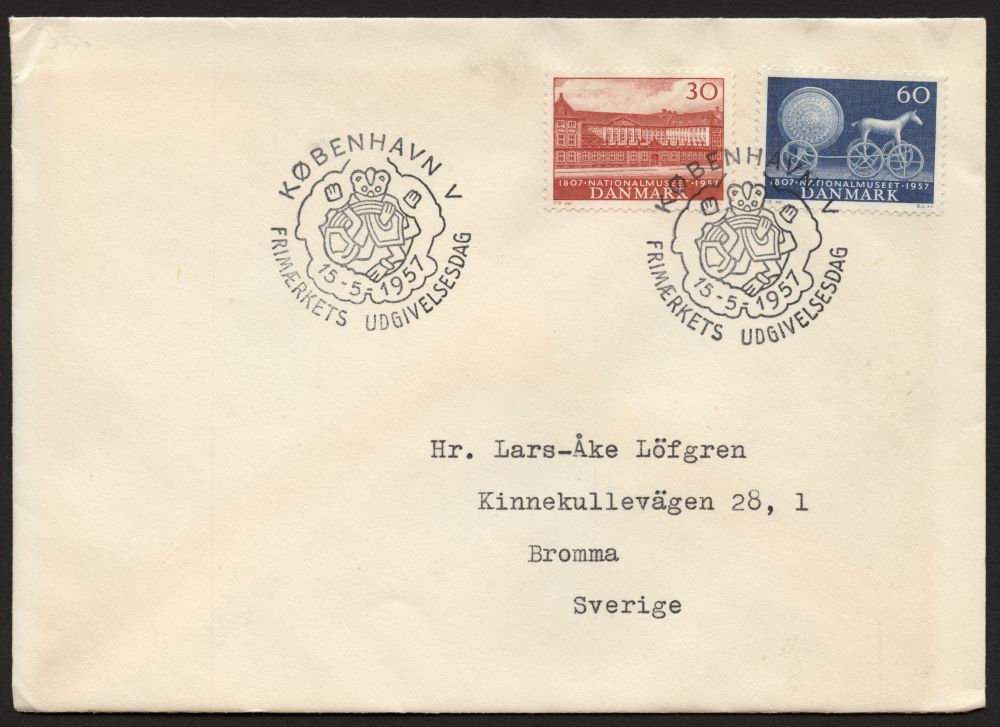 30
1807·NATIONALMUSEET·1957
DANMARK
60
1807·NATIONALMUSEET·1957
DANMARK
KØBENHAVN V
15-5-1957
FRIMÆRKETS UDGIVELSESDAG
KØBENHAVN V
15-5-1957
FRIMÆRKETS UDGIVELSESDAG
Hr. Lars-Åke Löfgren
Kinnekullevägen 28, 1
Bromma
Sverige